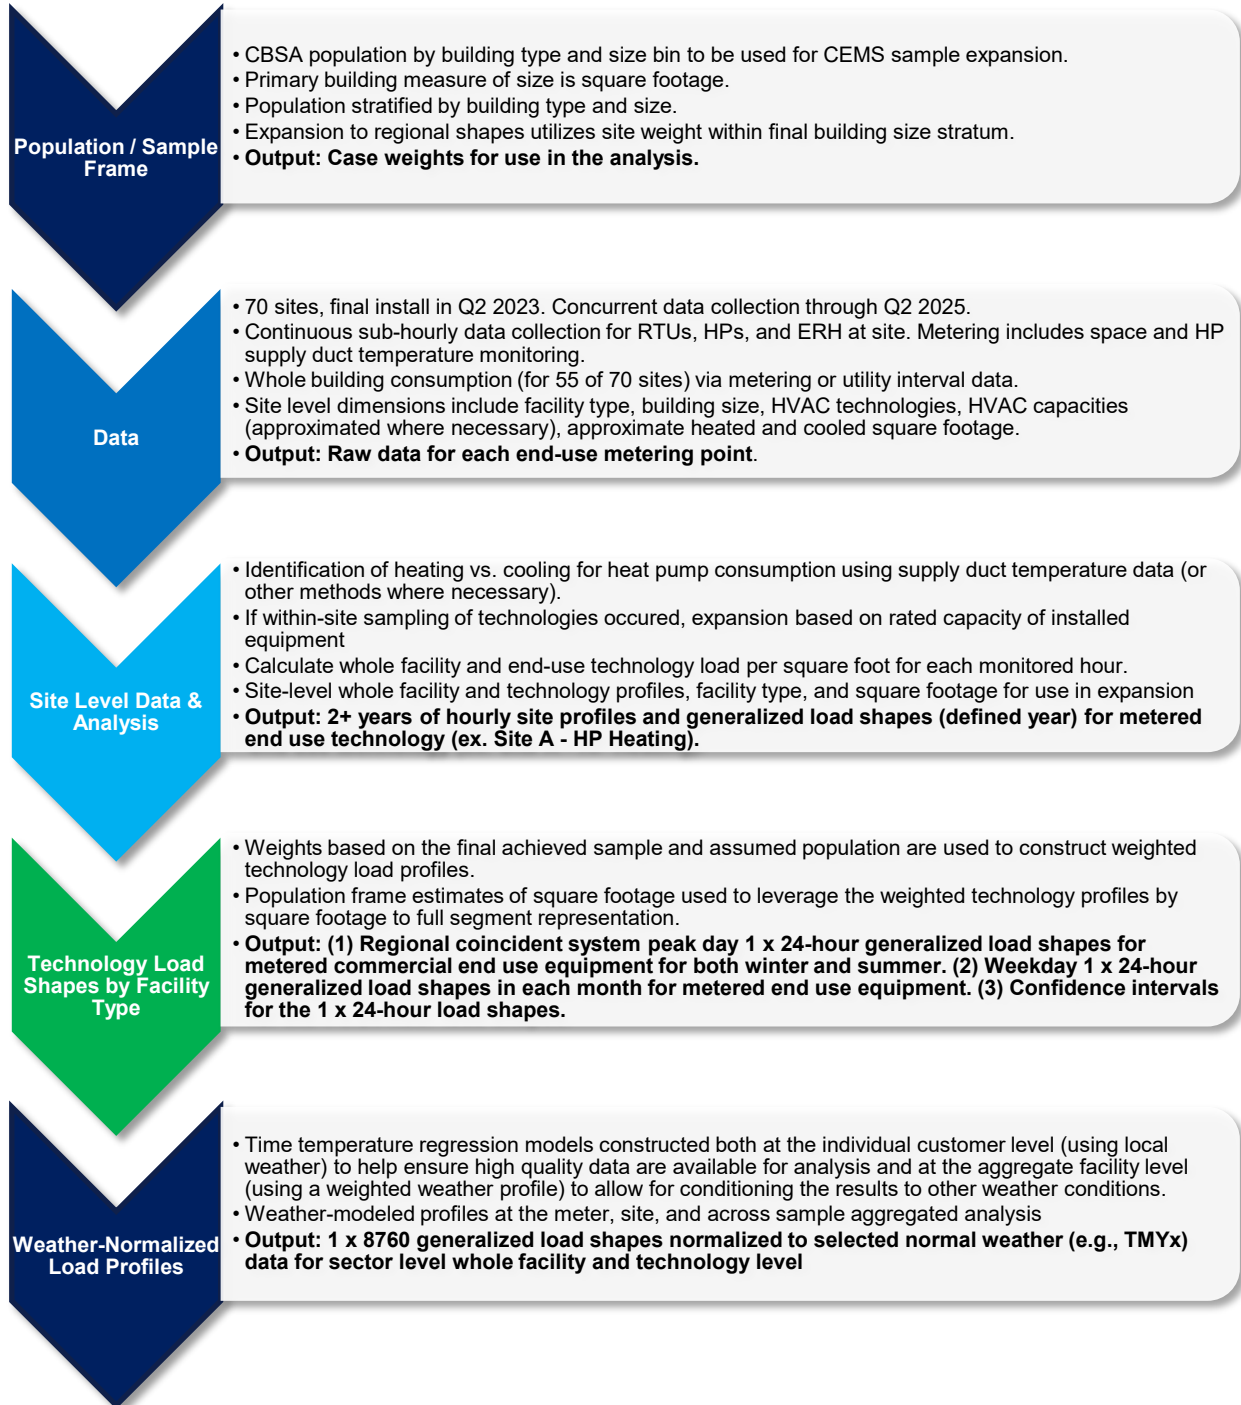 Population / Sample
Frame
• CBSA population by building type and size bin to be used for CEMS sample expansion.
• Primary building measure of size is square footage.
• Population stratified by building type and size.
• Expansion to regional shapes utilizes site weight within final building size stratum.
• Output: Case weights for use in the analysis.
Data
• 70 sites, final install in Q2 2023. Concurrent data collection through Q2 2025.
• Continuous sub-hourly data collection for RTUs, HPs, and ERH at site. Metering includes space and HP
supply duct temperature monitoring.
• Whole building consumption (for 55 of 70 sites) via metering or utility interval data.
• Site level dimensions include facility type, building size, HVAC technologies, HVAC capacities
(approximated where necessary), approximate heated and cooled square footage.
• Output: Raw data for each end-use metering point.
Site Level Data &
Analysis
• Identification of heating vs. cooling for heat pump consumption using supply duct temperature data (or
other methods where necessary).
• If within-site sampling of technologies occured, expansion based on rated capacity of installed
equipment
• Calculate whole facility and end-use technology load per square foot for each monitored hour.
• Site-level whole facility and technology profiles, facility type, and square footage for use in expansion
• Output: 2+ years of hourly site profiles and generalized load shapes (defined year) for metered
end use technology (ex. Site A - HP Heating).
Technology Load
Shapes by Facility
Type
• Weights based on the final achieved sample and assumed population are used to construct weighted
technology load profiles.
• Population frame estimates of square footage used to leverage the weighted technology profiles by
square footage to full segment representation.
• Output: (1) Regional coincident system peak day 1 x 24-hour generalized load shapes for
metered commercial end use equipment for both winter and summer. (2) Weekday 1 x 24-hour
generalized load shapes in each month for metered end use equipment. (3) Confidence intervals
for the 1 x 24-hour load shapes.
Weather-Normalized
Load Profiles
• Time temperature regression models constructed both at the individual customer level (using local
weather) to help ensure high quality data are available for analysis and at the aggregate facility level
(using a weighted weather profile) to allow for conditioning the results to other weather conditions.
• Weather-modeled profiles at the meter, site, and across sample aggregated analysis
• Output: 1 x 8760 generalized load shapes normalized to selected normal weather (e.g., TMYx)
data for sector level whole facility and technology level